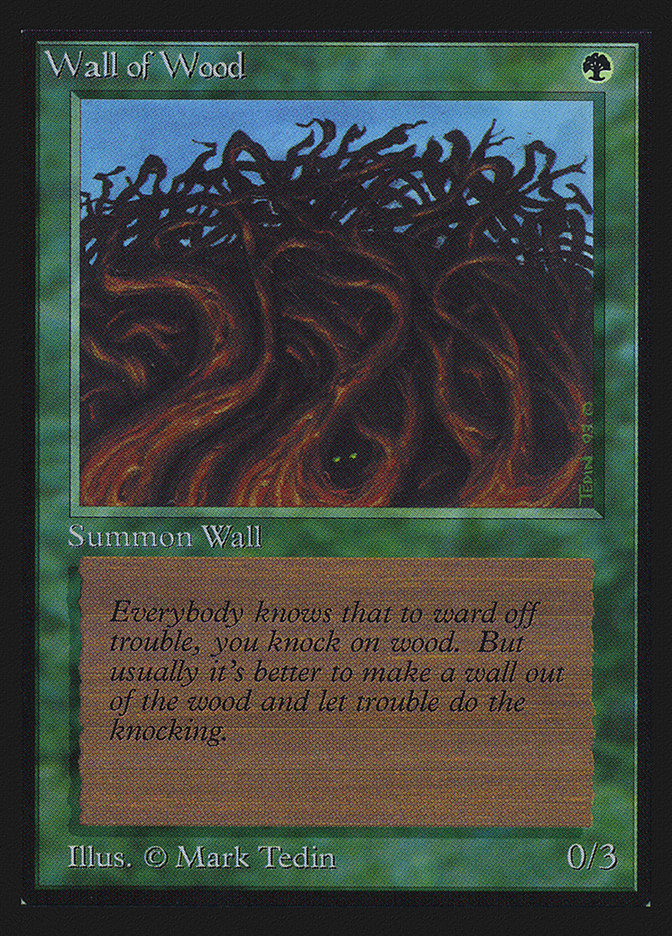 Wall of Wood
TEDIN 93 ©
Summon Wall
Everybody knows that to ward off
trouble, you knock on wood. But
usually it's better to make a wall out
of the wood and let trouble do the
knocking.
Illus. © Mark Tedin
0/3